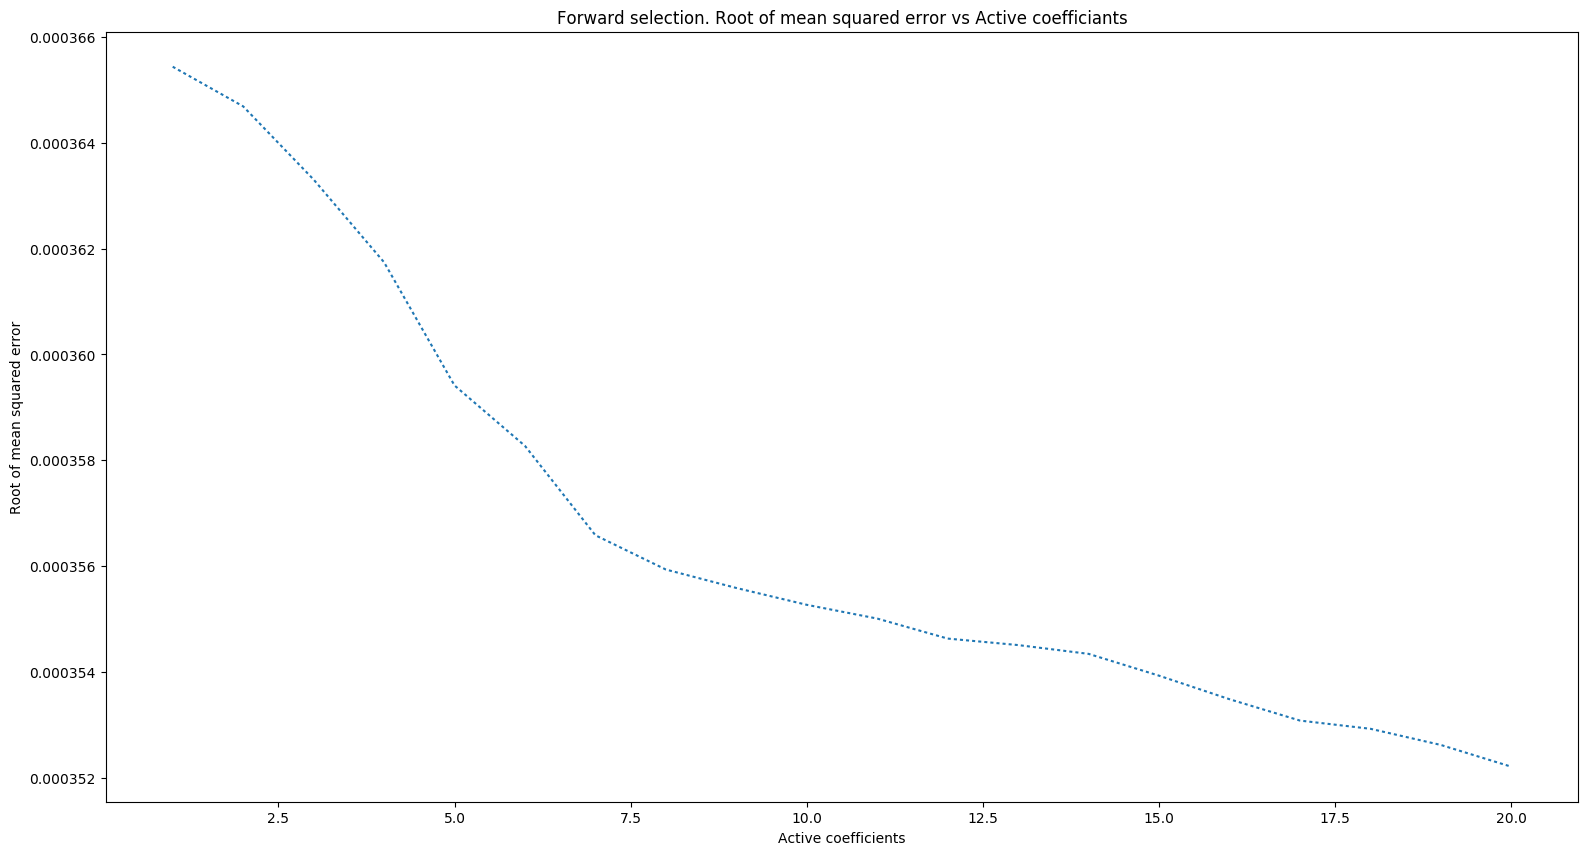 Forward selection. Root of mean squared error vs Active coefficiants
0.000366
0.000364
0.000362
0.000360
0.000358
0.000356
0.000354
0.000352
Root of mean squared error
2.5 5.0 7.5 10.0 12.5 15.0 17.5 20.0
Active coefficients